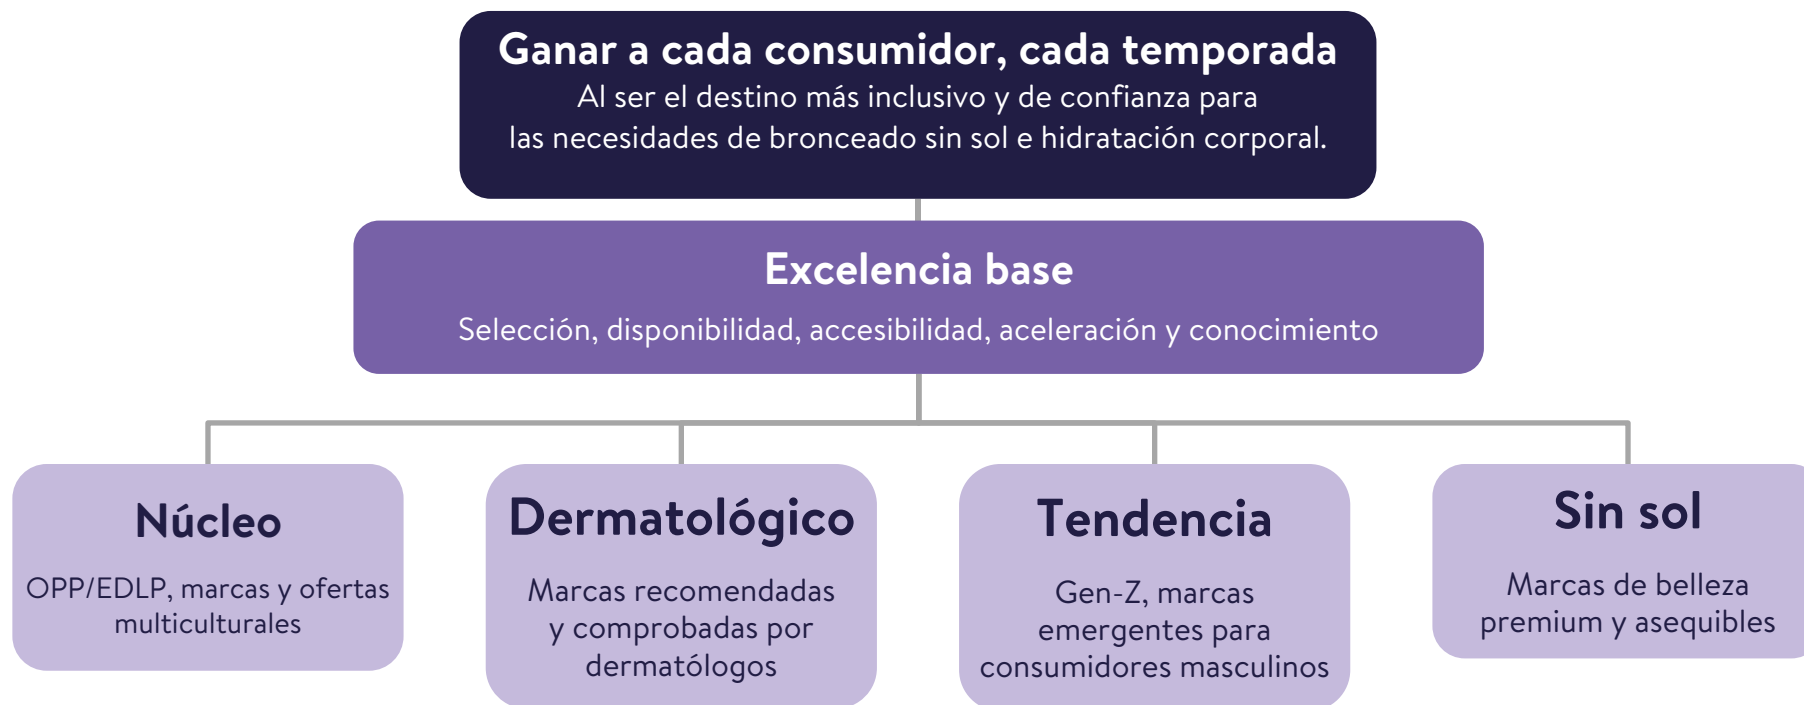 Ganar a cada consumidor, cada temporada
Al ser el destino más inclusivo y de confianza para
las necesidades de bronceado sin sol e hidratación corporal.
Excelencia base
Selección, disponibilidad, accesibilidad, aceleración y conocimiento
Núcleo
OPP/EDLP, marcas y ofertas
multiculturales
Dermatológico
Marcas recomendadas
y comprobadas por
dermatólogos
Tendencia
Gen-Z, marcas
emergentes para
consumidores masculinos
Sin sol
Marcas de belleza
premium y asequibles